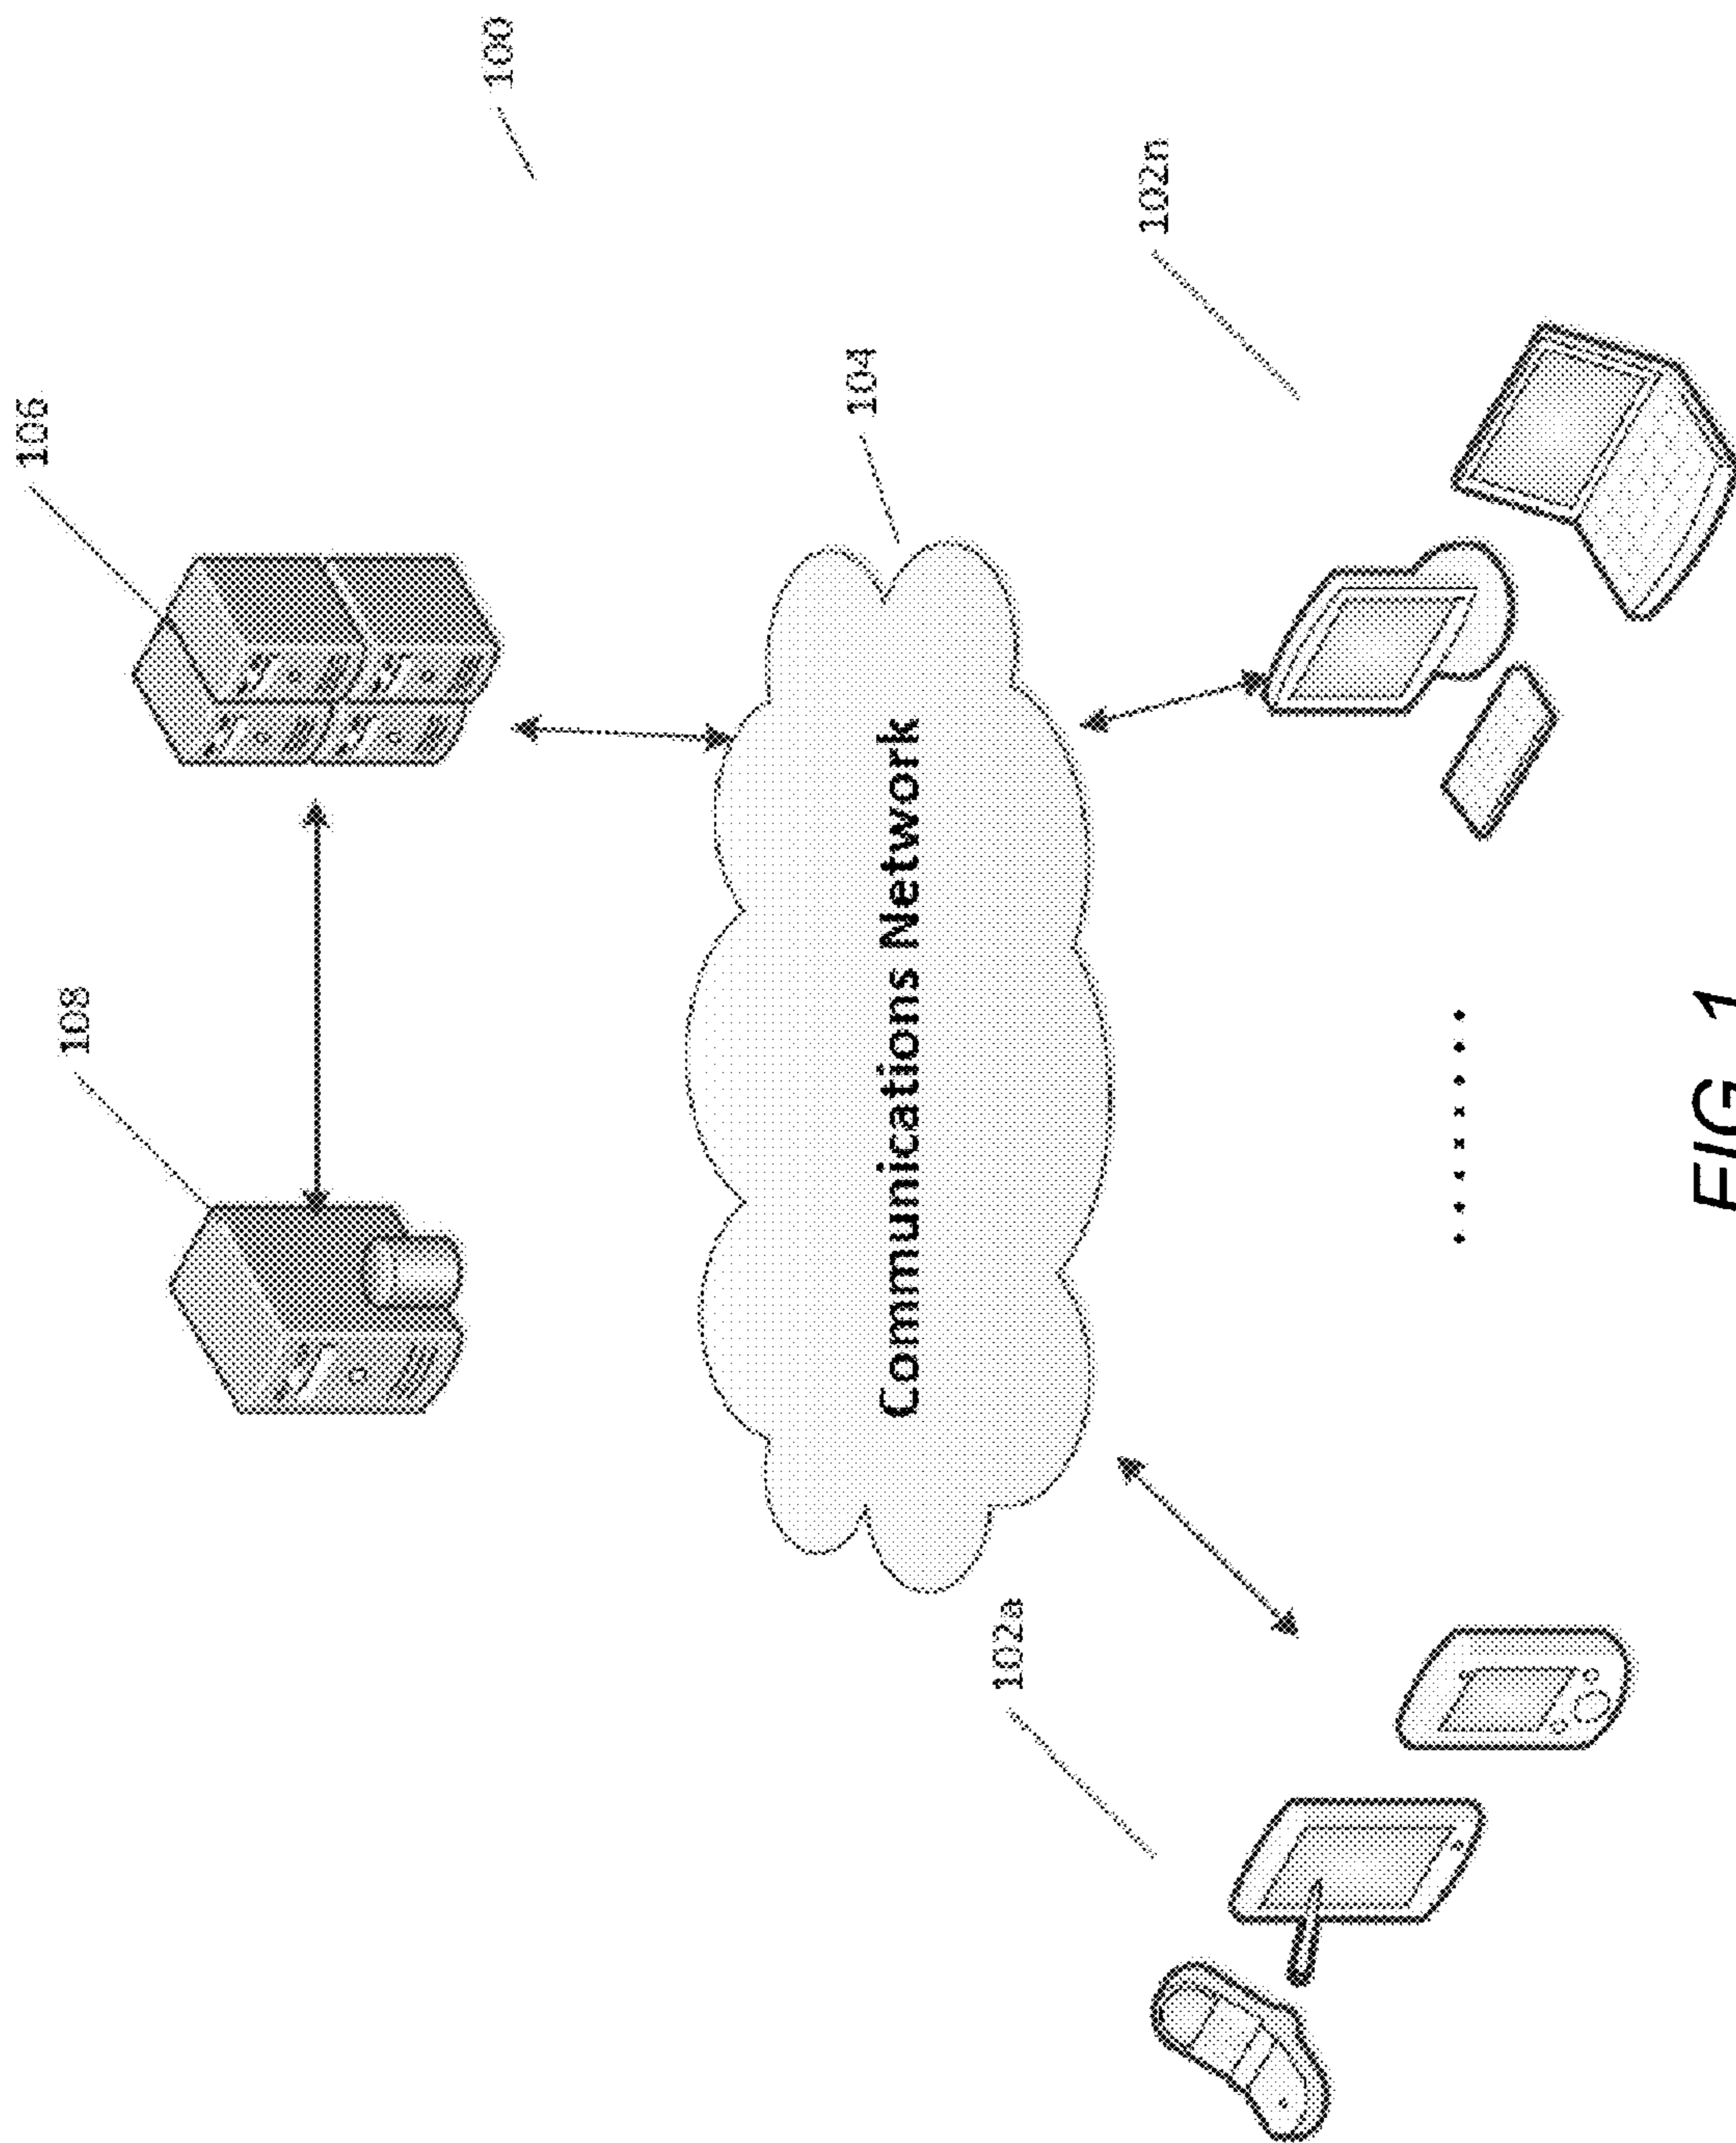 100
106
108
104
Communications Network
102n
102a
FIG. 1